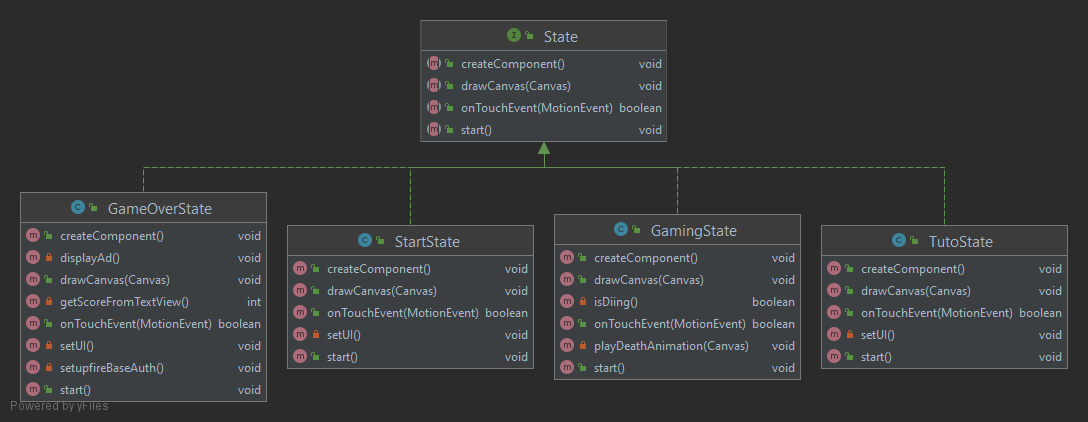 State
createComponent() void
drawCanvas(Canvas) void
onTouchEvent(MotionEvent) boolean
start() void
GameOverState
createComponent() void
displayAd() void
drawCanvas(Canvas) void
getScoreFromTextView() int
onTouchEvent(MotionEvent) boolean
setUI() void
setupfireBaseAuth() void
start() void
StartState
createComponent() void
drawCanvas(Canvas) void
onTouchEvent(MotionEvent) boolean
setUI() void
start() void
GamingState
createComponent() void
drawCanvas(Canvas) void
isDiing() boolean
onTouchEvent(MotionEvent) boolean
playDeathAnimation(Canvas) void
start() void
TutoState
createComponent() void
drawCanvas(Canvas) void
onTouchEvent(MotionEvent) boolean
setUI() void
start() void
Powered by yFiles